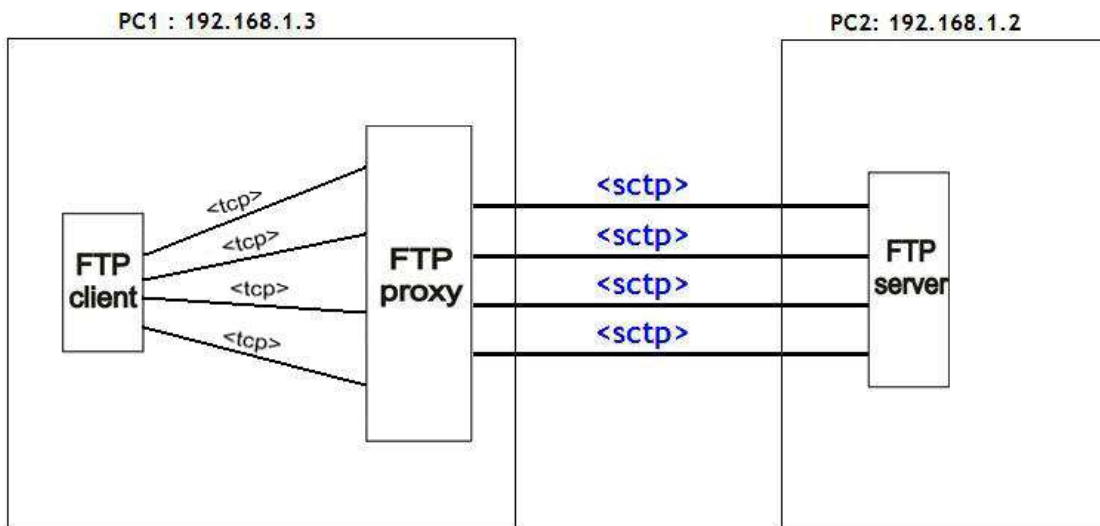 PC1 : 192.168.1.3
PC2: 192.168.1.2
<tcp>
<tcp>
<tcp>
<tcp>
FTP
client
FTP
proxy
<sctp>
<sctp>
<sctp>
<sctp>
FTP
server